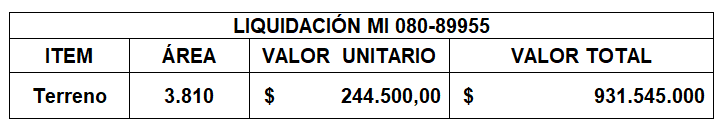 LIQUIDACIÓN MI 080-89955
ITEM ÁREA VALOR UNITARIO VALOR TOTAL
Terreno 3.810 $ 244.500,00 $ 931.545.000